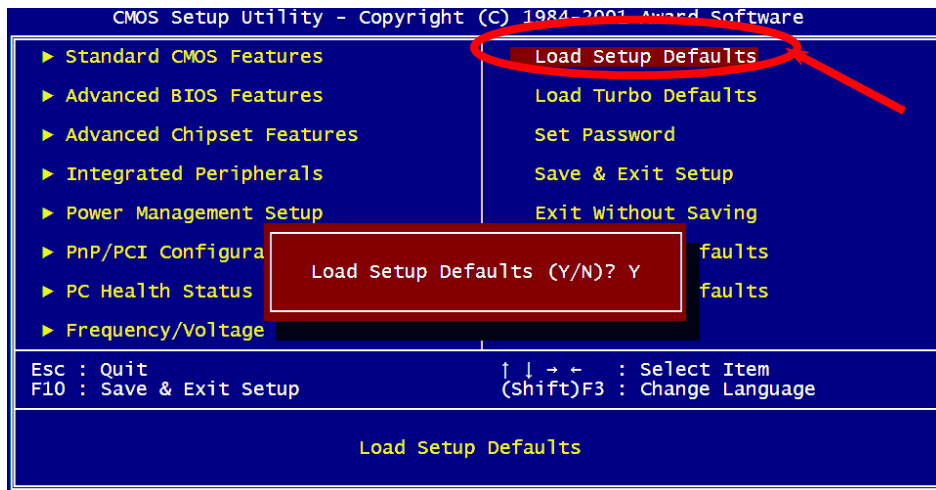 CMOS Setup Utility - Copyright (C) 1984-2001 Award Software
► Standard CMOS Features
► Advanced BIOS Features
► Advanced Chipset Features
► Integrated Peripherals
► Power Management Setup
► PnP/PCI Configura
► PC Health Status
► Frequency/Voltage
Load Setup Defaults
Load Turbo Defaults
Set Password
Save & Exit Setup
Exit Without Saving
faults
faults
Load Setup Defaults (Y/N)? Y
Esc : Quit
F10 : Save & Exit Setup
↑ ↓ → ← : Select Item
(Shift)F3 : Change Language
Load Setup Defaults